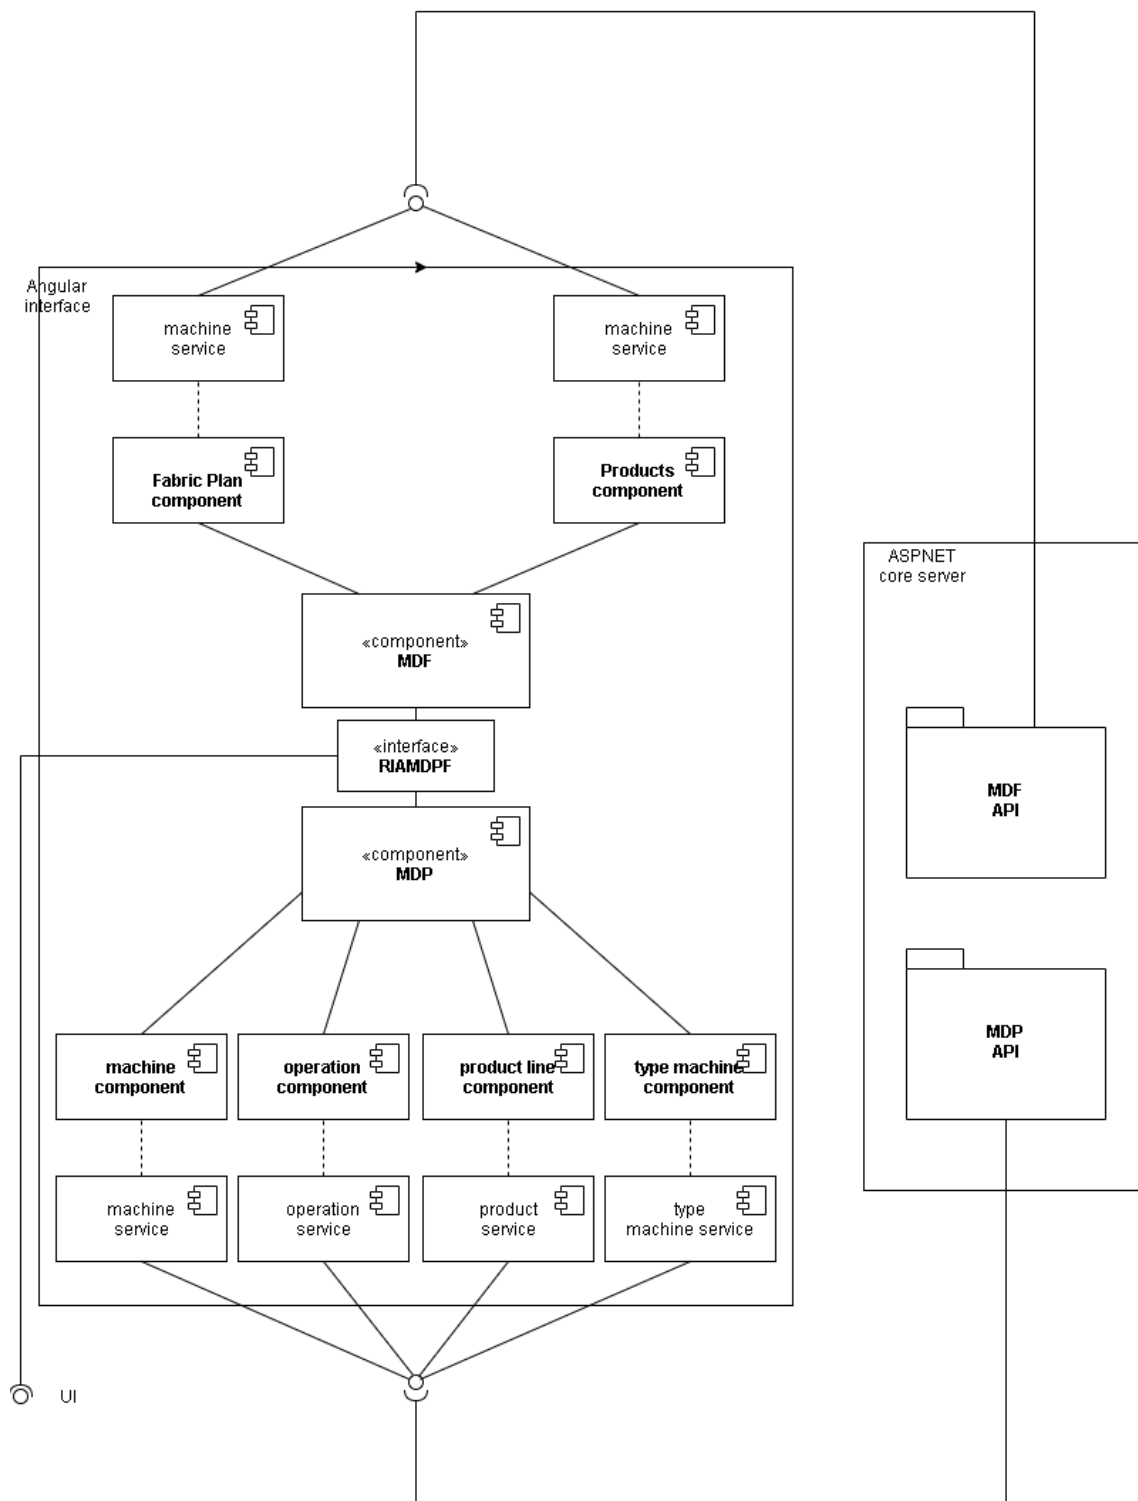 Angular
interface
machine
service
machine
service
Fabric Plan
component
Products
component
ASPNET
core server
«component»
MDF
«interface»
RIAMDPF
MDF
API
«component»
MDP
MDP
API
machine
component
operation
component
product line
component
type machine
component
machine
service
operation
service
product
service
type
machine service
UI